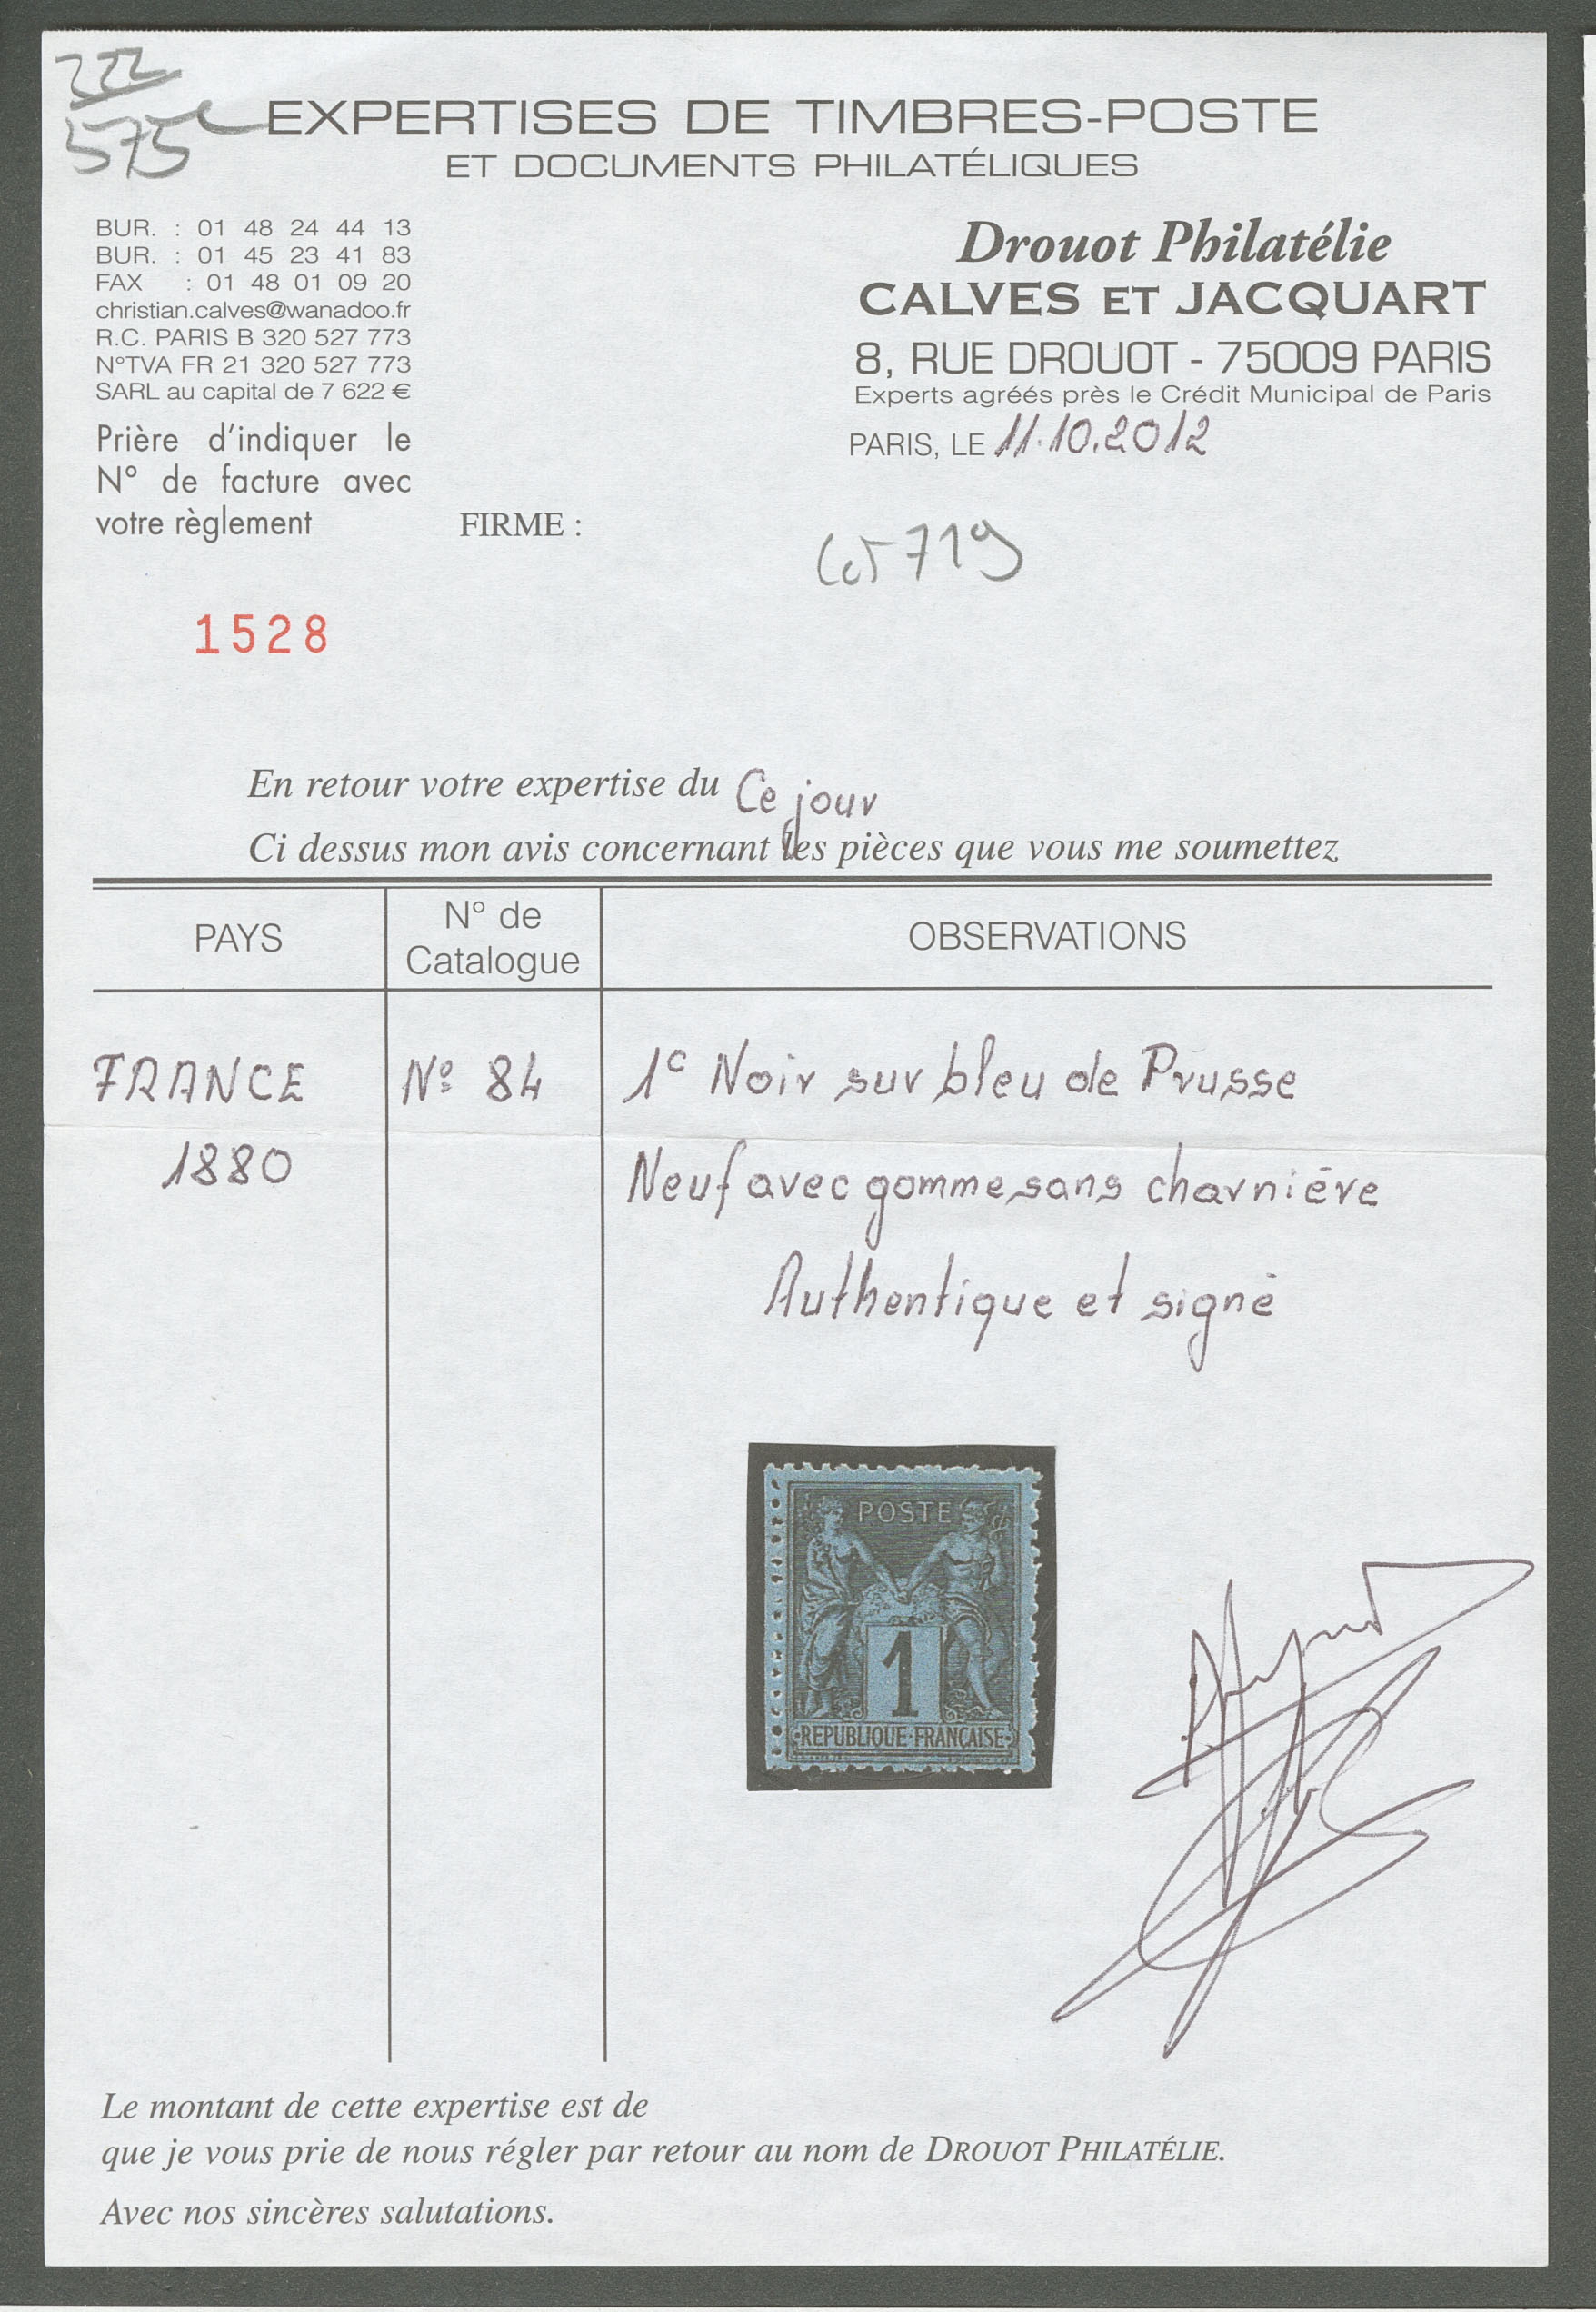 222
575
EXPERTISES DE TIMBRES-POSTE
ET DOCUMENTS PHILATÉLIQUES
BUR. : 01 48 24 44 13
BUR. : 01 45 23 41 83
FAX : 01 48 01 09 20
christian.calves@wanadoo.fr
R.C. PARIS B 320 527 773
N°TVA FR 21 320 527 773
SARL au capital de 7 622 €
Prière d'indiquer le
N° de facture avec
votre règlement
Drouot Philatélie
CALVES ET JACQUART
8, RUE DROUOT - 75009 PARIS
Experts agréés près le Crédit Municipal de Paris
PARIS, LE 11.10.2012
FIRME :
719
1528
En retour votre expertise du Ce jour
Ci dessus mon avis concernant les pièces que vous me soumettez
PAYS N° de Catalogue OBSERVATIONS
FRANCE N° 84 1c Noir sur bleu de Prusse
1880 Neuf avec gomme sans charnière
Authentique et signé
POSTE
1
REPUBLIQUE FRANÇAISE
Le montant de cette expertise est de
que je vous prie de nous régler par retour au nom de DROUOT PHILATÉLIE.
Avec nos sincères salutations.